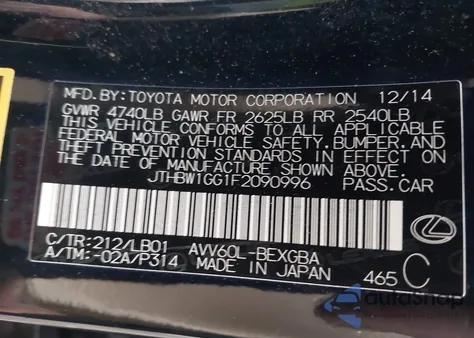 MFD.BY: TOYOTA MOTOR CORPORATION 12/14
GVWR 4740LB GAWR FR 2625LB RR 2540LB
THIS VEHICLE CONFORMS TO ALL APPLICABLE
FEDERAL MOTOR VEHICLE SAFETY, BUMPER, AND
THEFT PREVENTION STANDARDS IN EFFECT ON
THE DATE OF MANUFACTURE SHOWN ABOVE.
JTHBW1GG1F2090996 PASS.CAR
C/TR:212/LB01 AVV60L-BEXGBA
A/TM:-02A/P314 MADE IN JAPAN 465 C
autoshop